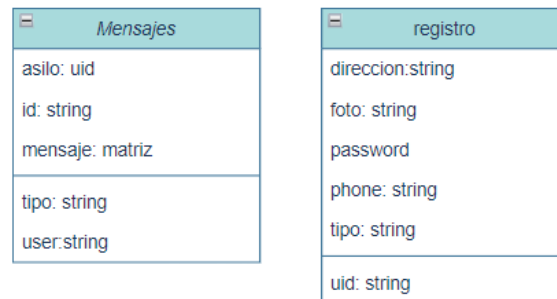 Mensajes
asilo: uid
id: string
mensaje: matriz
tipo: string
user:string
registro
direccion:string
foto: string
password
phone: string
tipo: string
uid: string